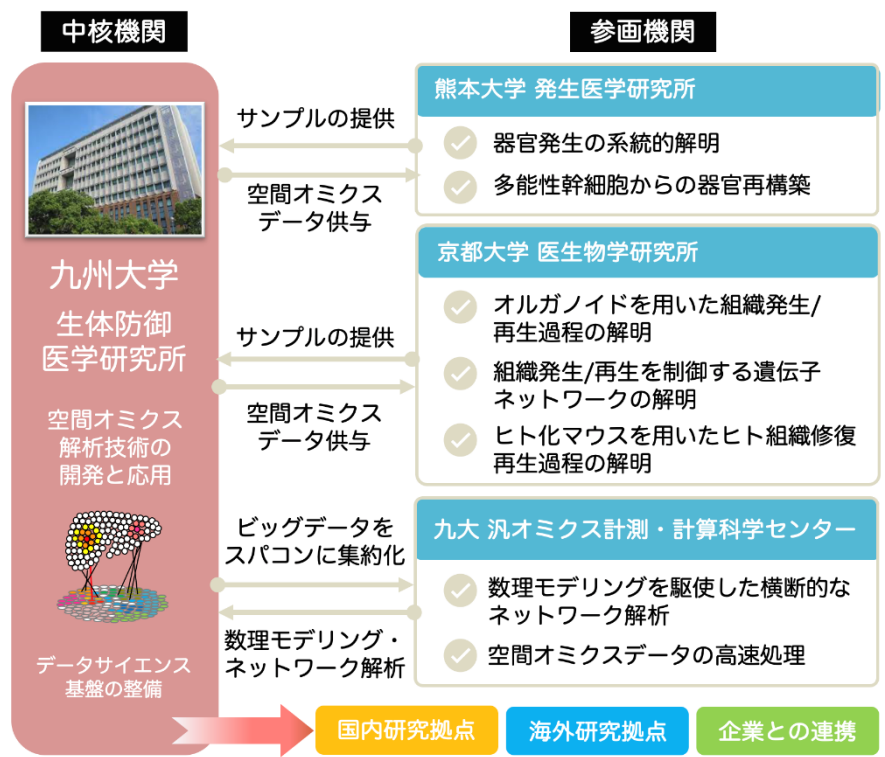 中核機関
参画機関
九州大学
生体防御
医学研究所
空間オミクス
解析技術の
開発と応用
データサイエンス
基盤の整備
サンプルの提供
空間オミクス
データ供与
熊本大学 発生医学研究所
器官発生の系統的解明
多能性幹細胞からの器官再構築
サンプルの提供
空間オミクス
データ供与
京都大学 医生物学研究所
オルガノイドを用いた組織発生/
再生過程の解明
組織発生/再生を制御する遺伝子
ネットワークの解明
ヒト化マウスを用いたヒト組織修復
再生過程の解明
ビッグデータを
スパコンに集約化
数理モデリング・
ネットワーク解析
九大 汎オミクス計測・計算科学センター
数理モデリングを駆使した横断的な
ネットワーク解析
空間オミクスデータの高速処理
国内研究拠点
海外研究拠点
企業との連携